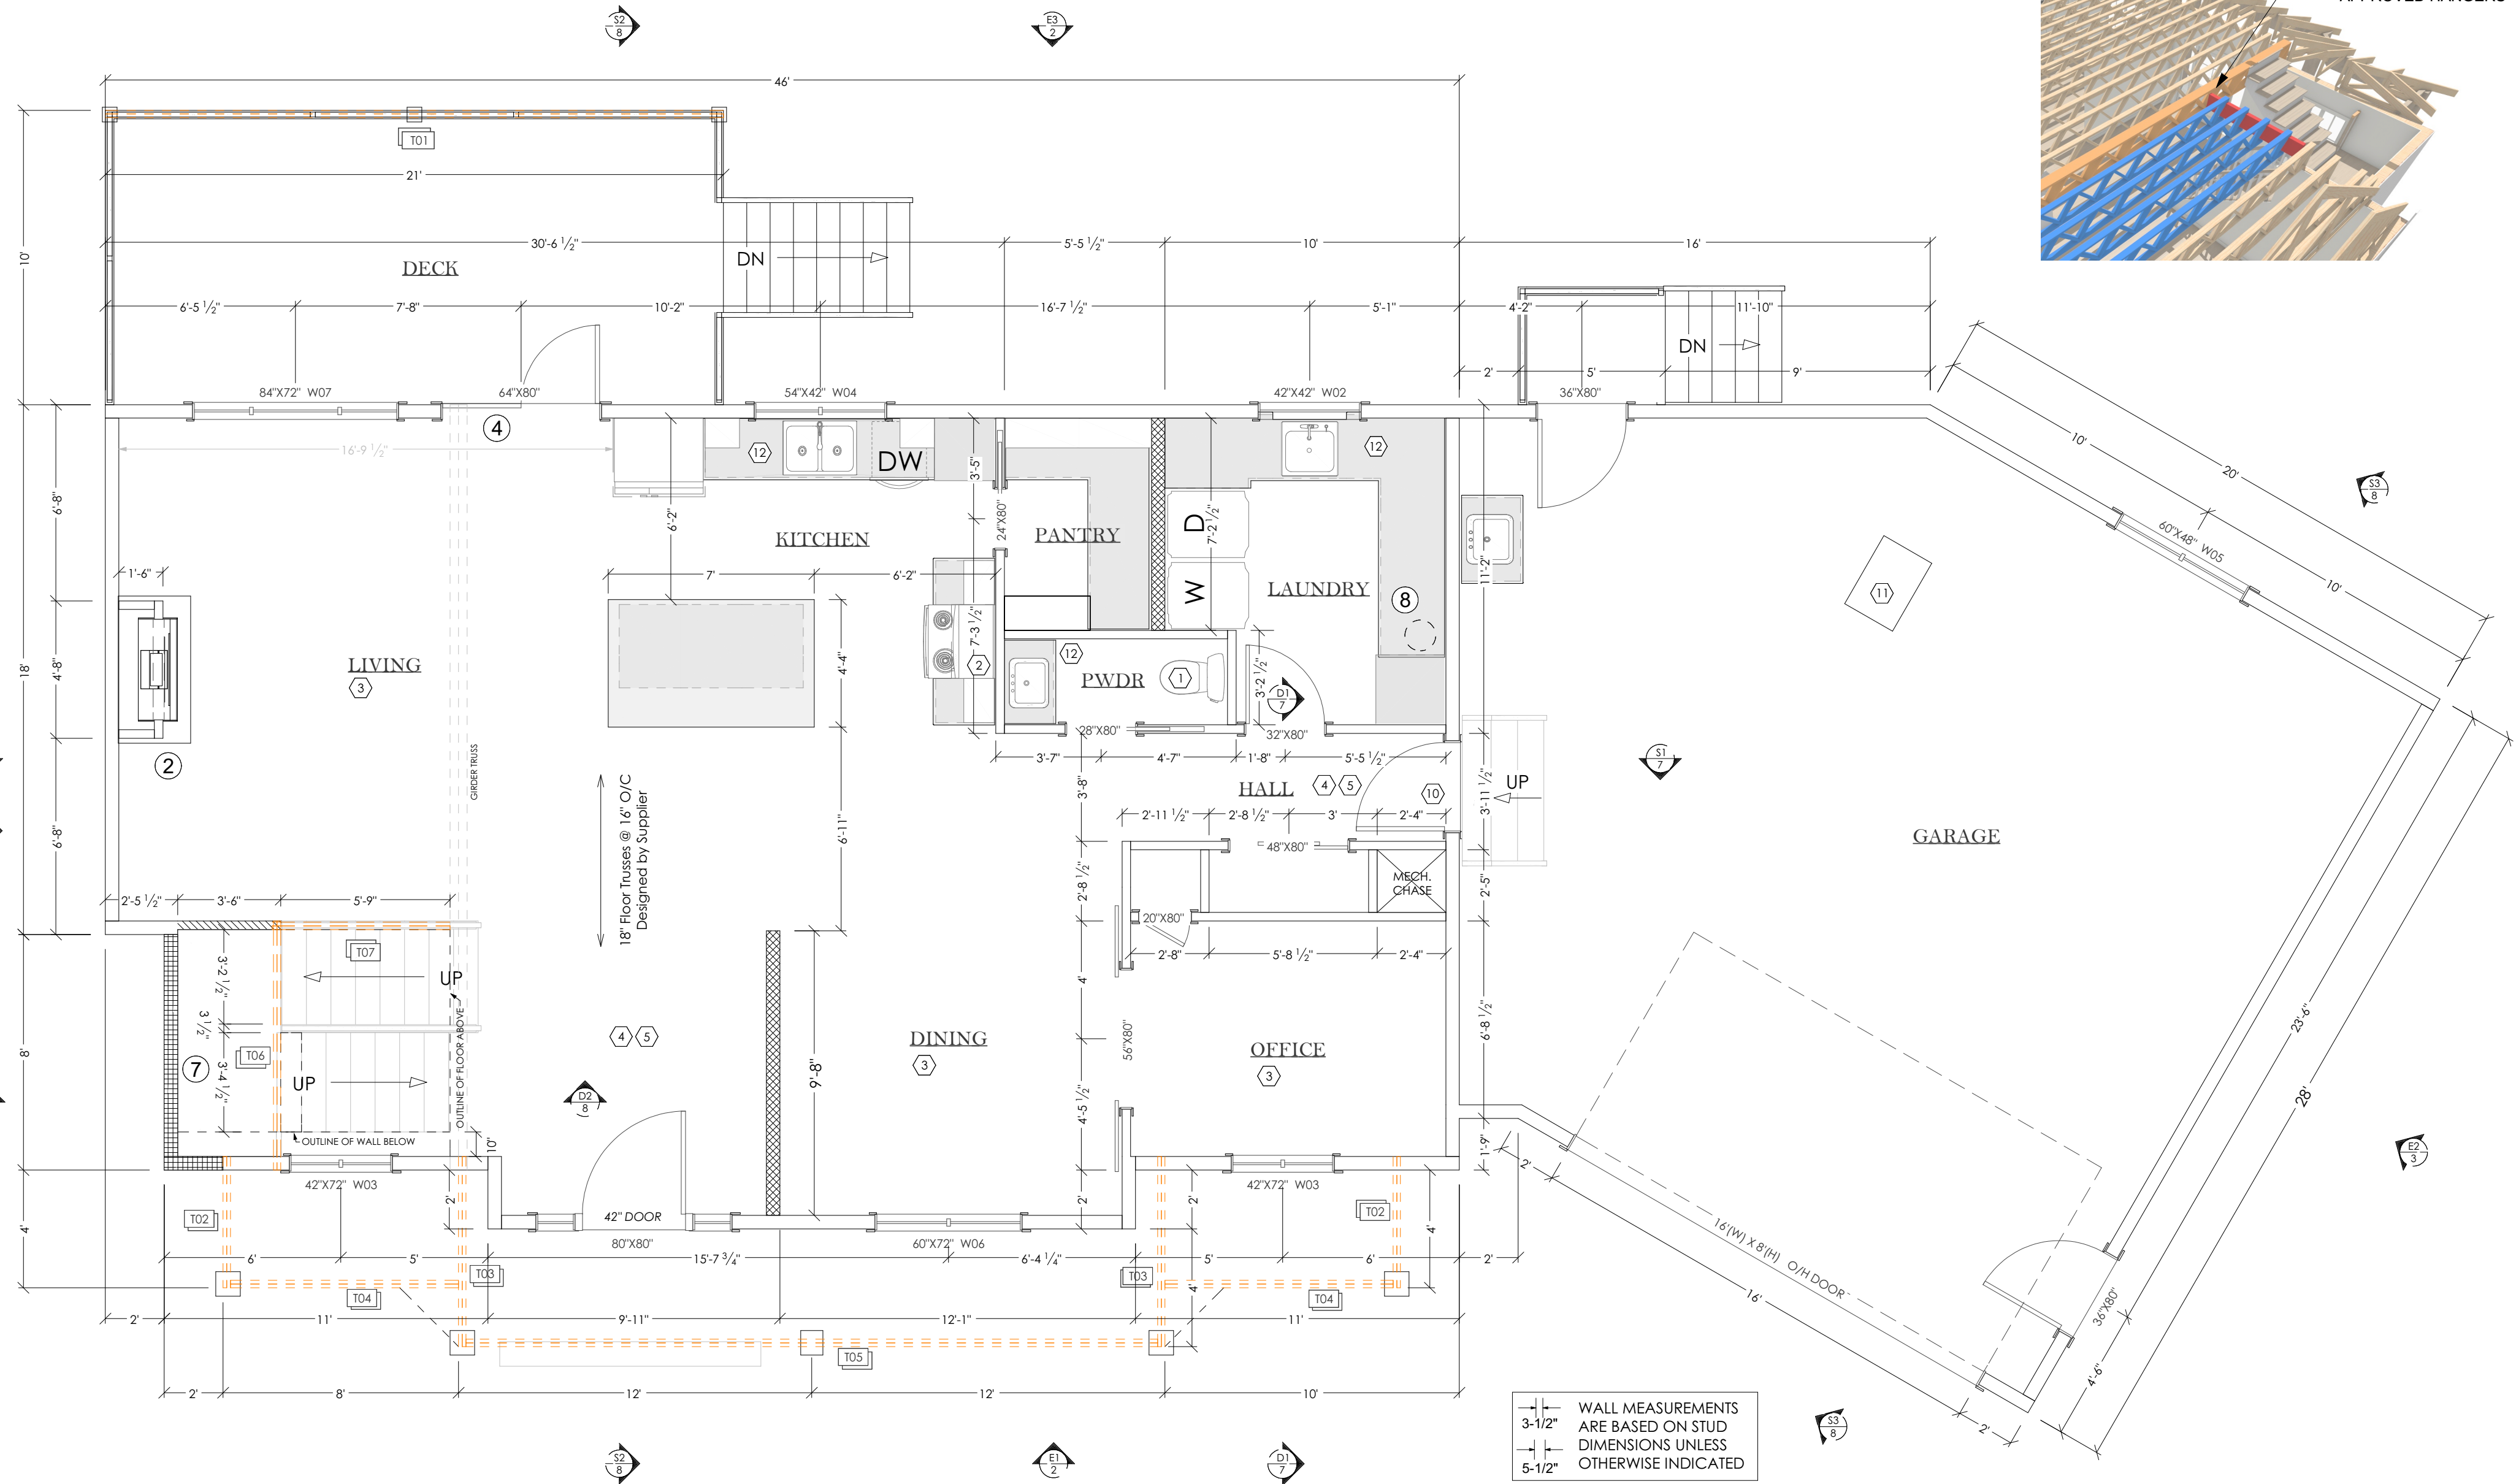 S2
8
E3
2
46'
T01
21'
10'
30'-6 1/2"
5'-5 1/2"
10'
16'
DECK
DN
6'-5 1/2"
7'-8"
10'-2"
16'-7 1/2"
5'-1"
4'-2"
11'-10"
DN
2'
5'
9'
84"X72" W07
64"X80"
54"X42" W04
42"X42" W02
36"X80"
4
12
DW
12
16'-9 1/2"
3'-5"
10'
20'
S3
8
60"X48" W05
10'
6'-8"
6'-2"
24"X80"
D
7'-2 1/2"
KITCHEN
PANTRY
11'-2"
1'-6"
7'
6'-2"
W
LAUNDRY
8
11
18'
4'-8"
LIVING
3
4'-4"
7'-3 1/2"
2
12
PWDR
1
3'-2 1/2"
D1
7
28"X80"
32"X80"
2
GIRDER TRUSS
3'-7"
4'-7"
1'-8"
5'-5 1/2"
S1
7
18" Floor Trusses @ 16" O/C
Designed by Supplier
3'-8"
HALL
4
5
10
3'-11 1/2"
UP
6'-8"
6'-11"
2'-11 1/2"
2'-8 1/2"
3'
2'-4"
GARAGE
48"X80"
MECH.
CHASE
2'-5"
2'-8 1/2"
2'-5 1/2"
3'-6"
5'-9"
20"X80"
2'-8"
5'-8 1/2"
2'-4"
T07
UP
3'-2 1/2"
4'
3 1/2"
OUTLINE OF FLOOR ABOVE
4
5
DINING
3
56"X80"
OFFICE
3
6'-8 1/2"
23'-6"
28'
8'
7
T06
3'-4 1/2"
UP
9'-8"
D2
8
4'-5 1/2"
OUTLINE OF WALL BELOW
10"
1'-9"
2'
E2
3
42"X72" W03
2'
42" DOOR
2'
2'
42"X72" W03
T02
T02
4'
4'
80"X80"
60"X72" W06
16'(W) X 8'(H) O/H DOOR
6'
5'
15'-7 3/4"
6'-4 1/4"
5'
6'
2'
T03
T03
T04
T04
4'
16'
36"X80"
2'
11'
9'-11"
12'-1"
11'
T05
4'-6"
2'
8'
12'
12'
10'
2'
3-1/2"
5-1/2"
WALL MEASUREMENTS
ARE BASED ON STUD
DIMENSIONS UNLESS
OTHERWISE INDICATED
S3
8
S2
8
E1
2
D1
7